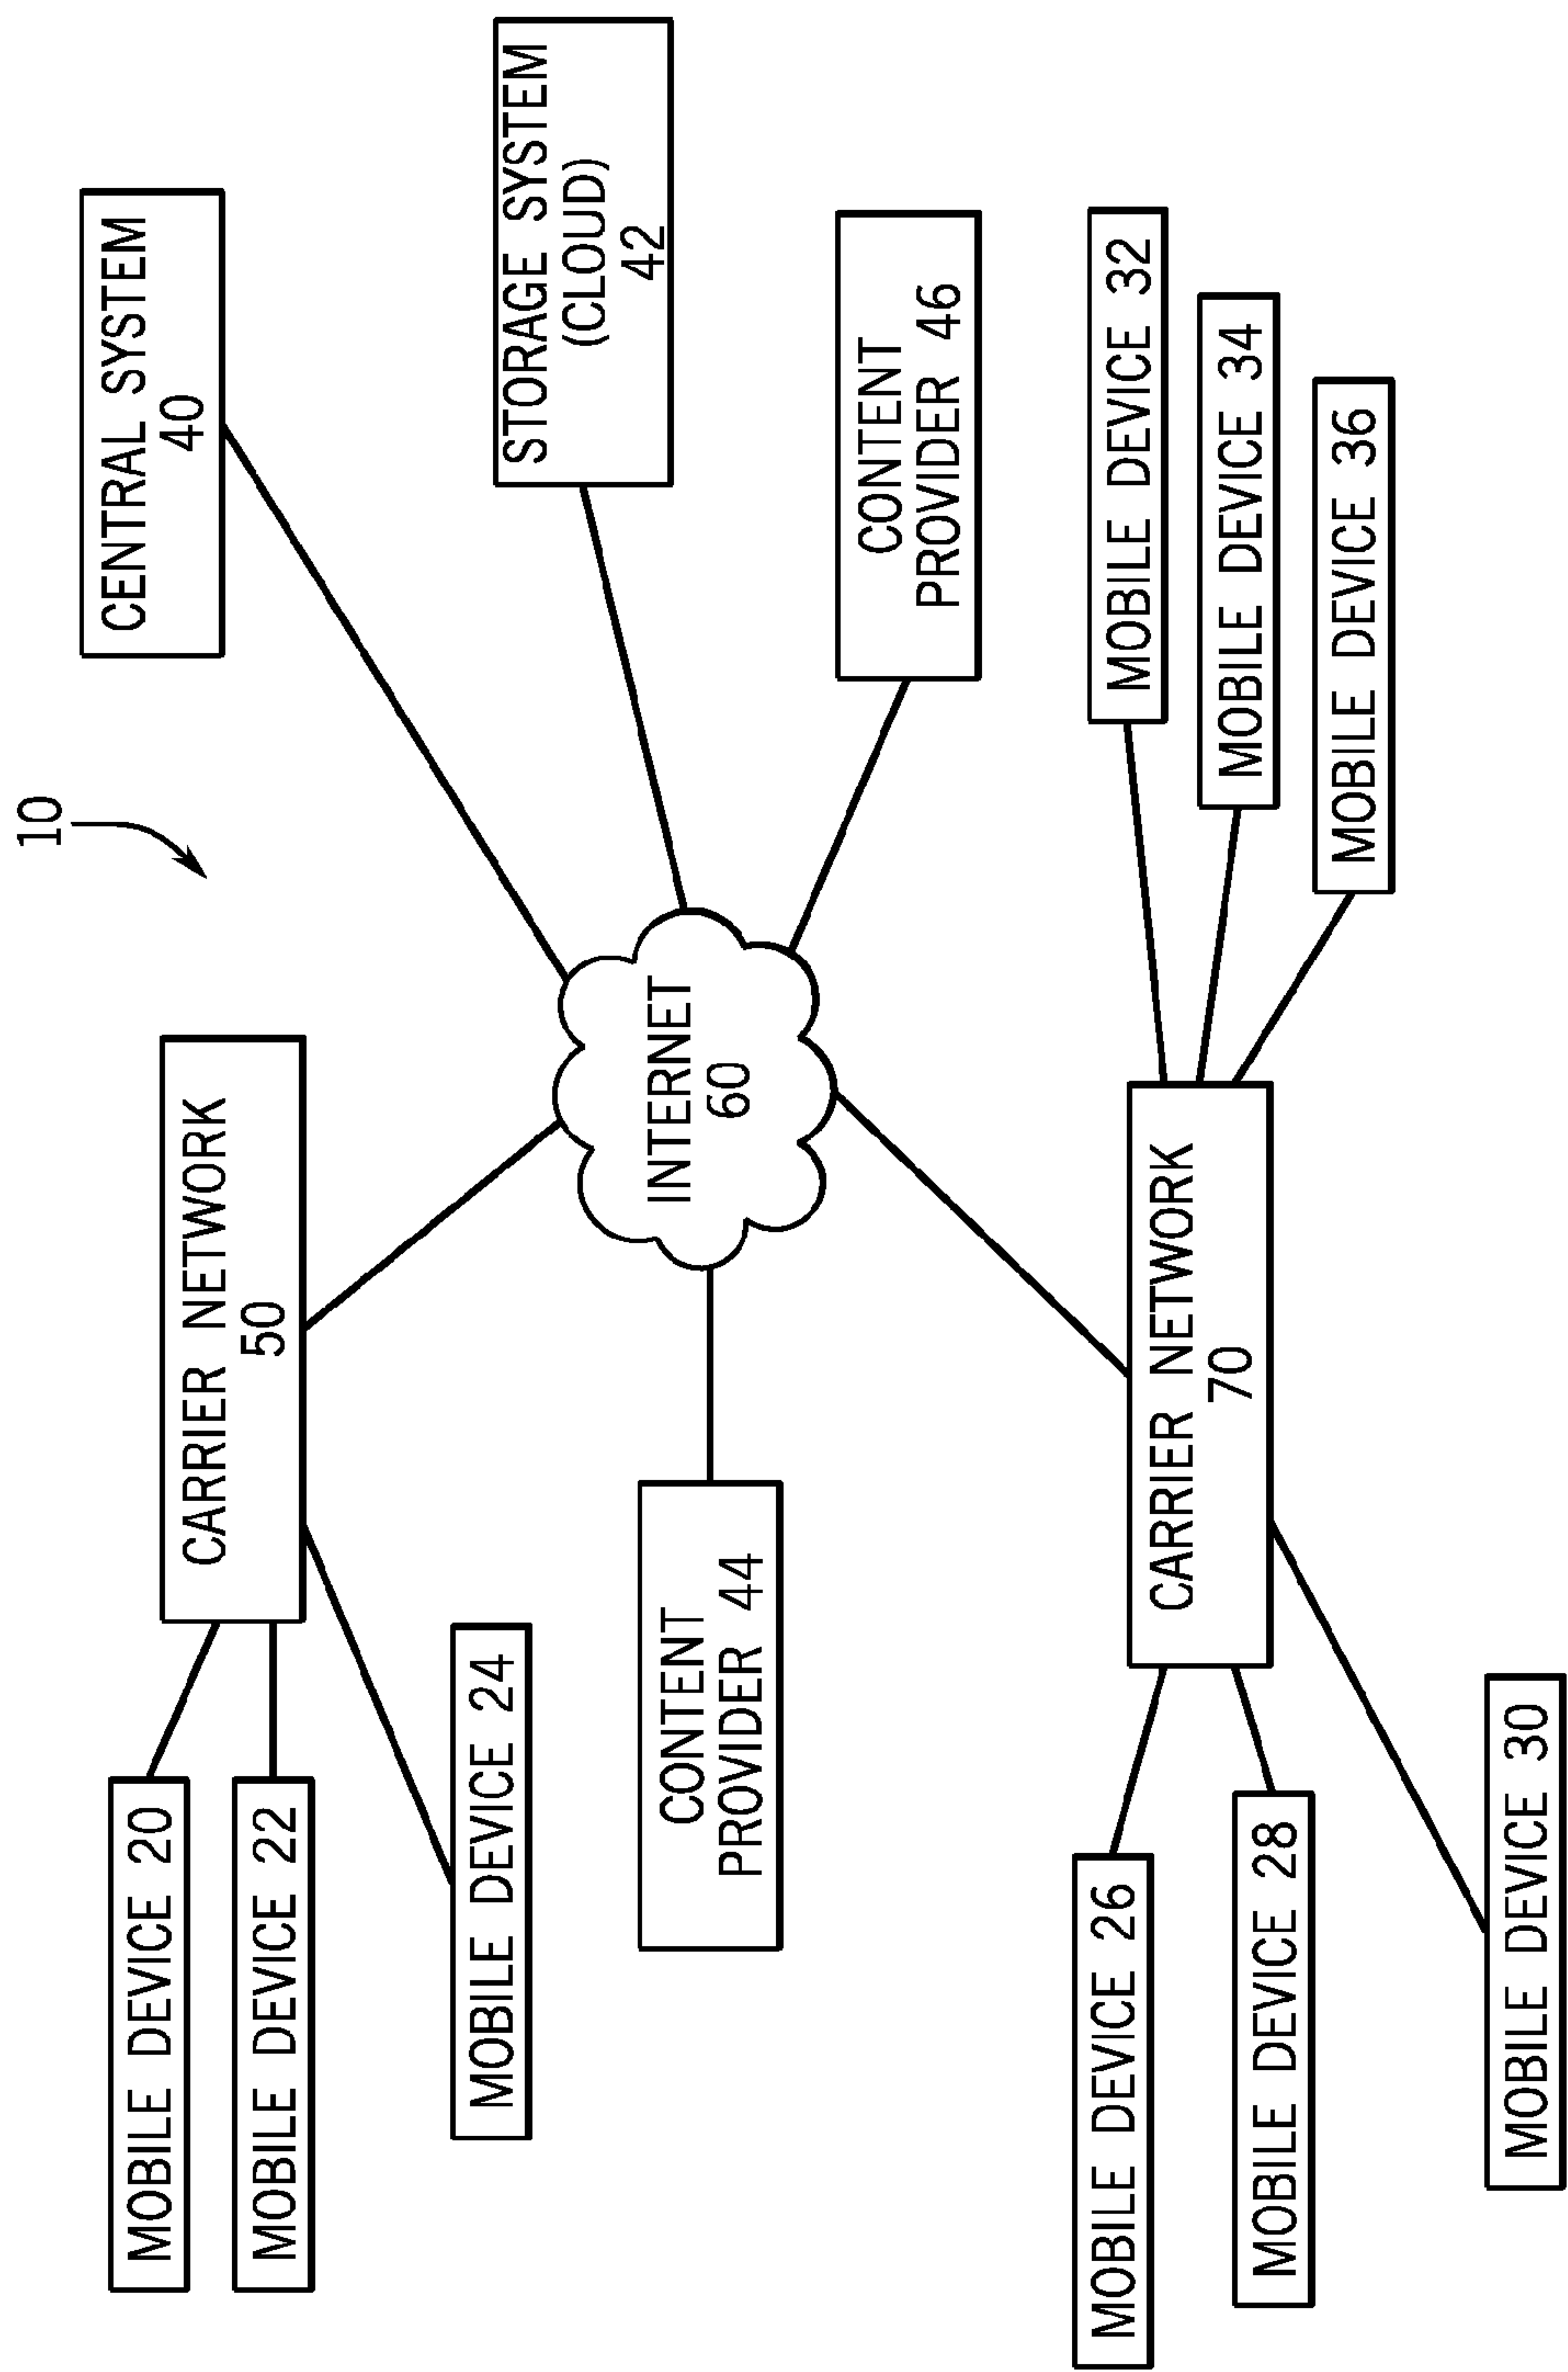 10
MOBILE DEVICE 20
MOBILE DEVICE 22
MOBILE DEVICE 24
CARRIER NETWORK
50
CENTRAL SYSTEM
40
STORAGE SYSTEM
(CLOUD)
42
INTERNET
60
CONTENT
PROVIDER 44
CONTENT
PROVIDER 46
MOBILE DEVICE 26
MOBILE DEVICE 28
MOBILE DEVICE 30
CARRIER NETWORK
70
MOBILE DEVICE 32
MOBILE DEVICE 34
MOBILE DEVICE 36